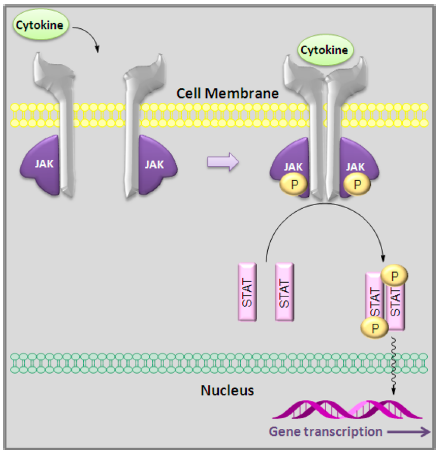 Cytokine
Cytokine
Cell Membrane
JAK
JAK
JAK
JAK
P
P
STAT
STAT
STAT
STAT
P
P
Nucleus
Gene transcription